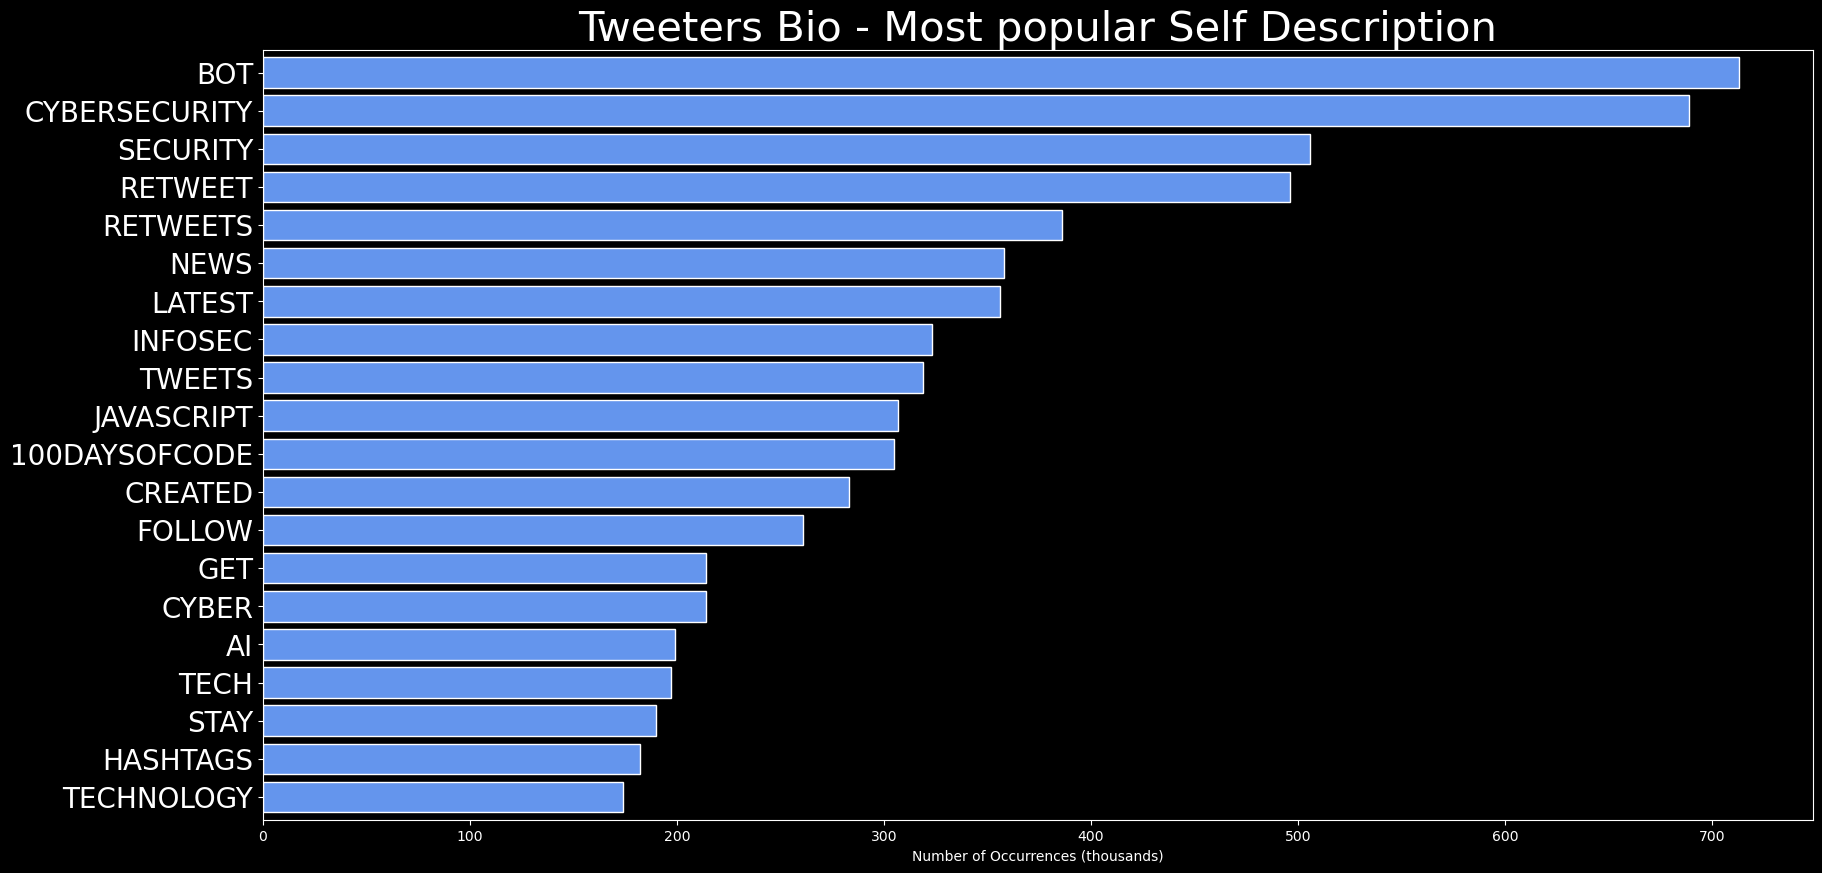 Tweeters Bio - Most popular Self Description
BOT
CYBERSECURITY
SECURITY
RETWEET
RETWEETS
NEWS
LATEST
INFOSEC
TWEETS
JAVASCRIPT
100DAYSOFCODE
CREATED
FOLLOW
GET
CYBER
AI
TECH
STAY
HASHTAGS
TECHNOLOGY
0 100 200 300 400 500 600 700
Number of Occurrences (thousands)